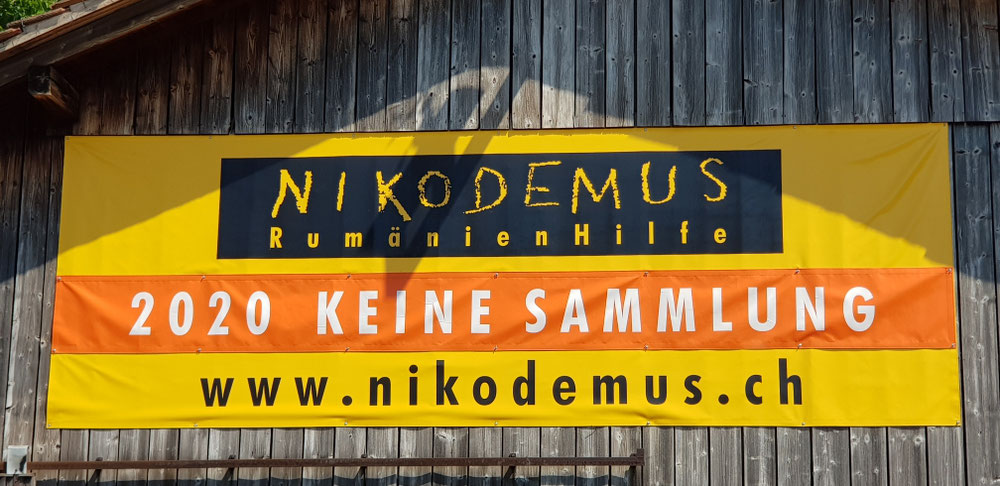 NIKODEMUS
RumänienHilfe
2020 KEINE SAMMLUNG
www.nikodemus.ch